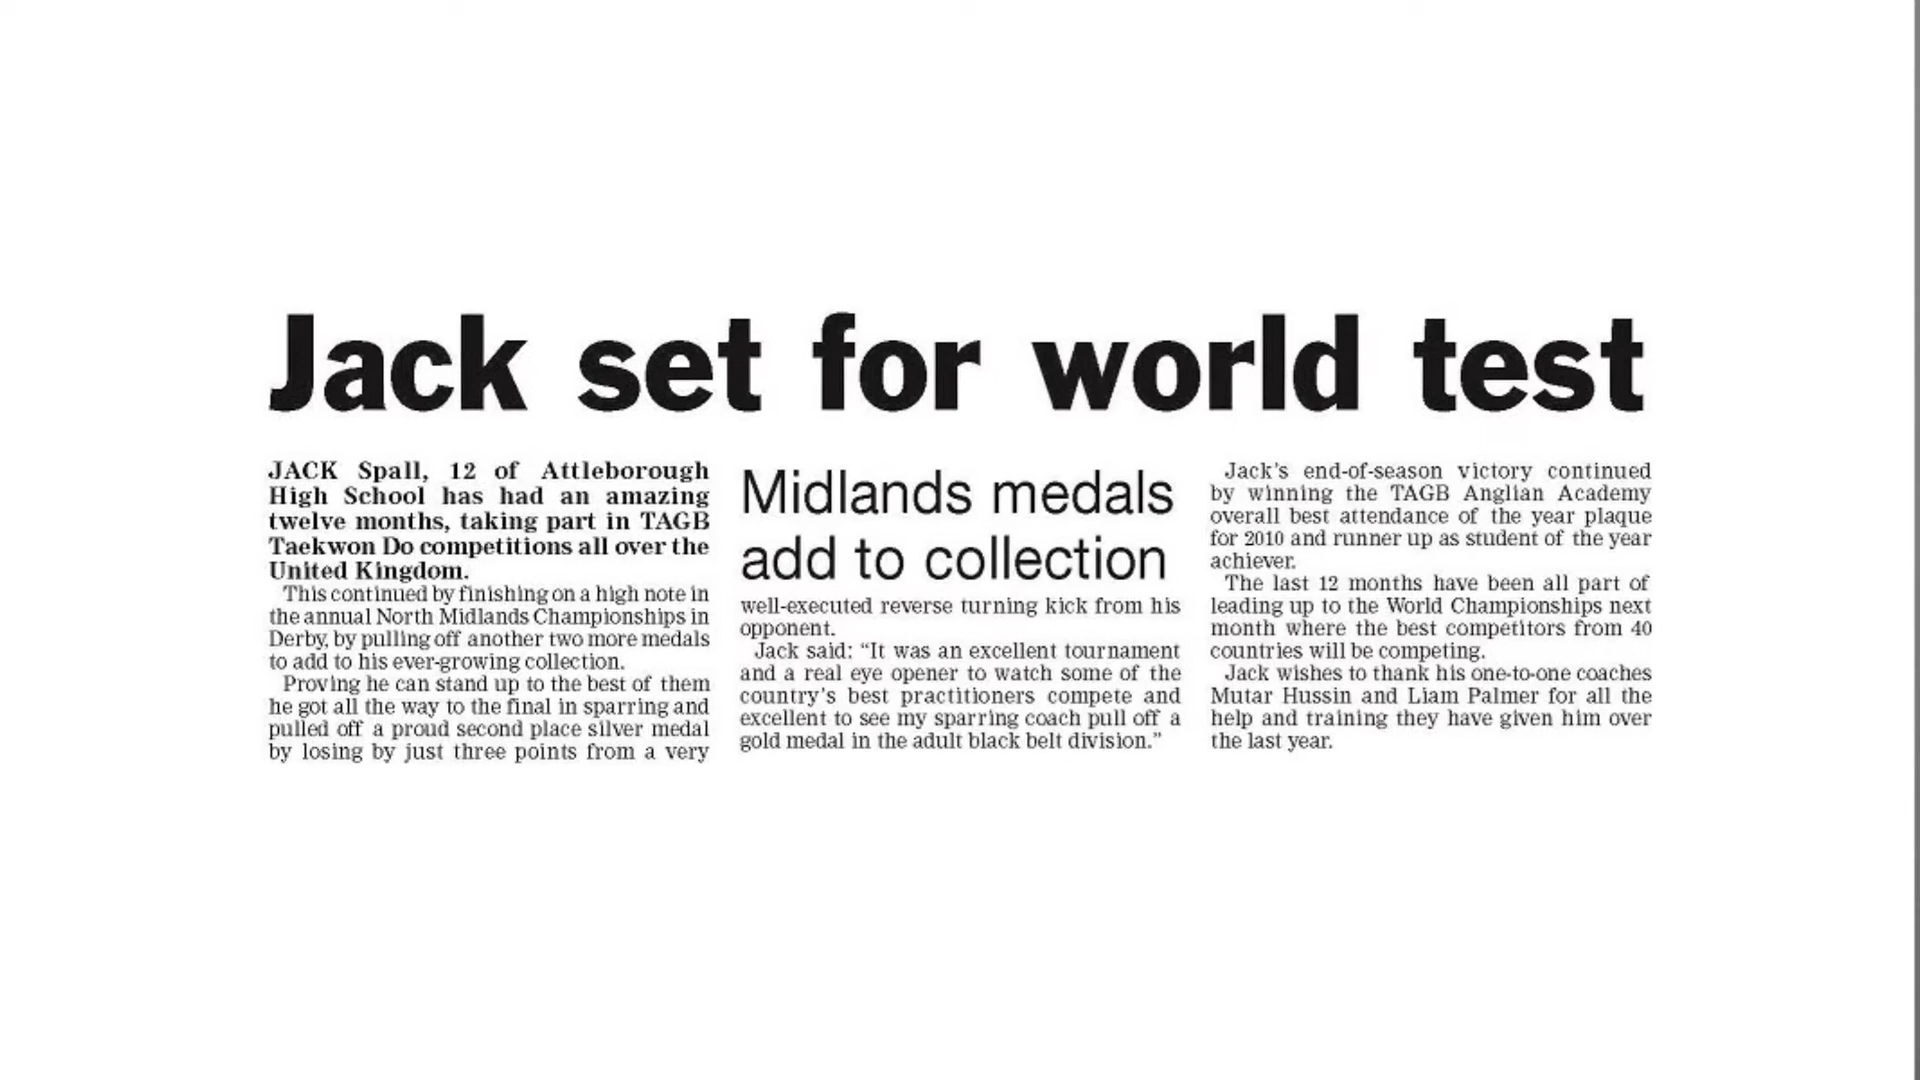 Jack set for world test
JACK Spall, 12 of Attleborough
High School has had an amazing
twelve months, taking part in TAGB
Taekwon Do competitions all over the
United Kingdom.
This continued by finishing on a high note in
the annual North Midlands Championships in
Derby, by pulling off another two more medals
to add to his ever-growing collection.
Proving he can stand up to the best of them
he got all the way to the final in sparring and
pulled off a proud second place silver medal
by losing by just three points from a very
Midlands medals
add to collection
well-executed reverse turning kick from his
opponent.
Jack said: “It was an excellent tournament
and a real eye opener to watch some of the
country’s best practitioners compete and
excellent to see my sparring coach pull off a
gold medal in the adult black belt division.”
Jack’s end-of-season victory continued
by winning the TAGB Anglian Academy
overall best attendance of the year plaque
for 2010 and runner up as student of the year
achiever.
The last 12 months have been all part of
leading up to the World Championships next
month where the best competitors from 40
countries will be competing.
Jack wishes to thank his one-to-one coaches
Mutar Hussin and Liam Palmer for all the
help and training they have given him over
the last year.